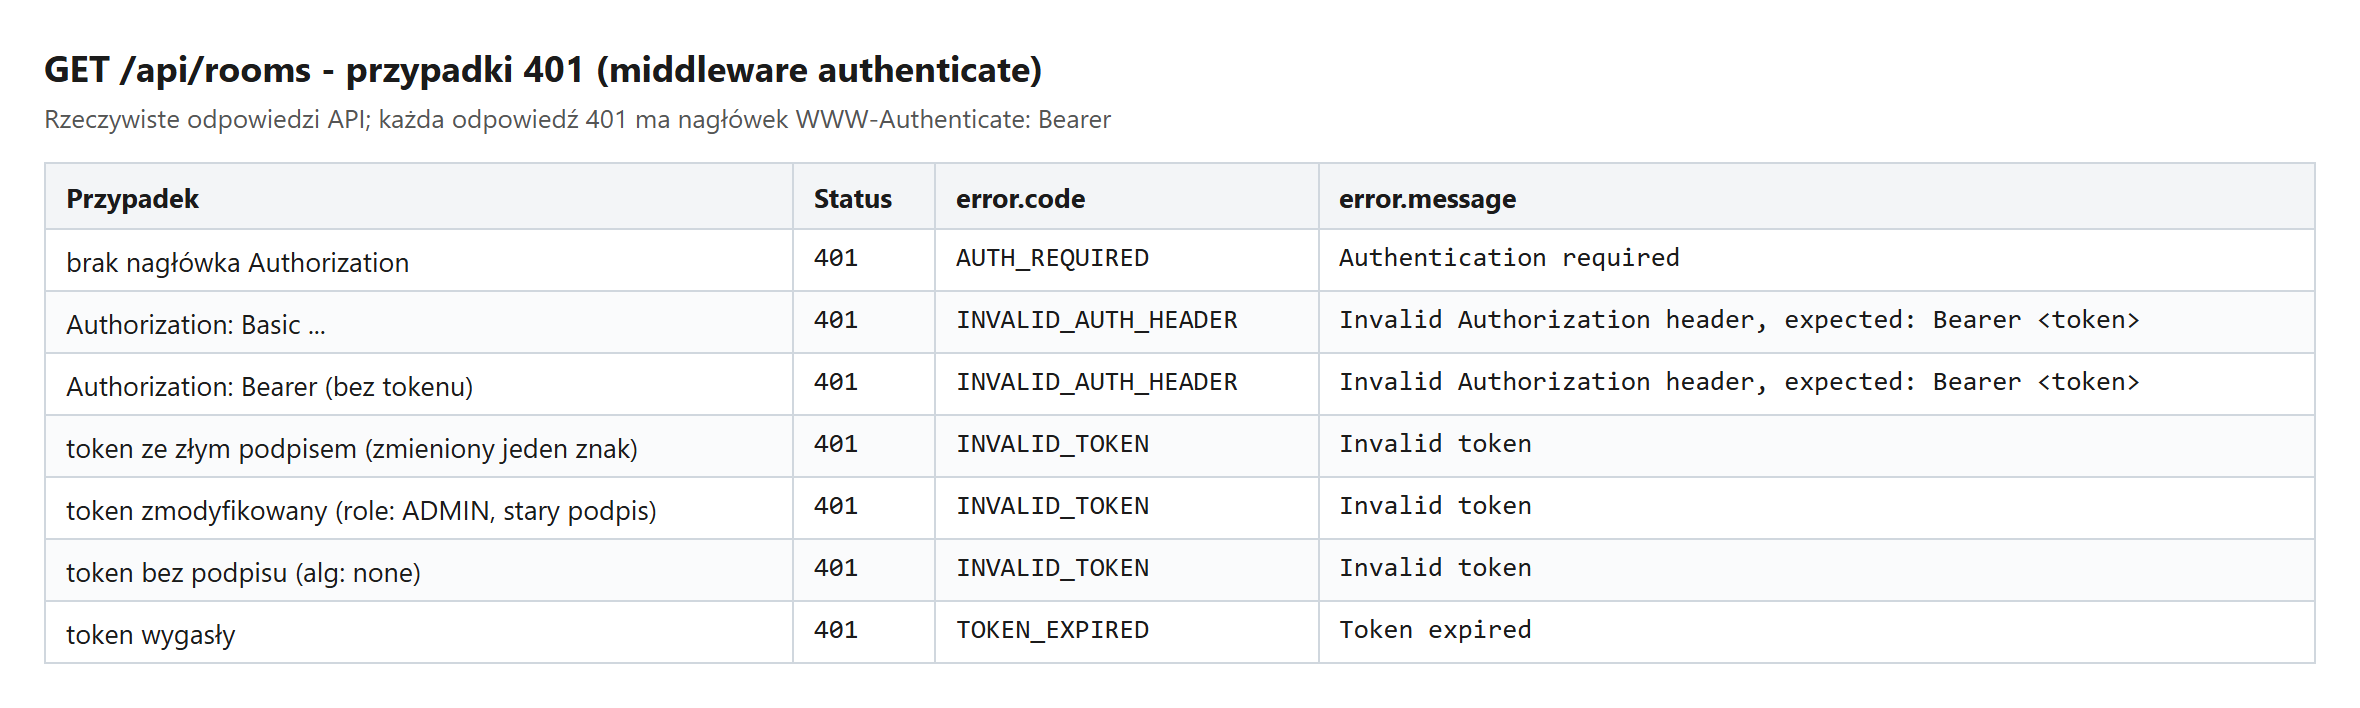 GET /api/rooms - przypadki 401 (middleware authenticate)
Rzeczywiste odpowiedzi API; każda odpowiedź 401 ma nagłówek WWW-Authenticate: Bearer
Przypadek Status error.code error.message
brak nagłówka Authorization 401 AUTH_REQUIRED Authentication required
Authorization: Basic ... 401 INVALID_AUTH_HEADER Invalid Authorization header, expected: Bearer <token>
Authorization: Bearer (bez tokenu) 401 INVALID_AUTH_HEADER Invalid Authorization header, expected: Bearer <token>
token ze złym podpisem (zmieniony jeden znak) 401 INVALID_TOKEN Invalid token
token zmodyfikowany (role: ADMIN, stary podpis) 401 INVALID_TOKEN Invalid token
token bez podpisu (alg: none) 401 INVALID_TOKEN Invalid token
token wygasły 401 TOKEN_EXPIRED Token expired